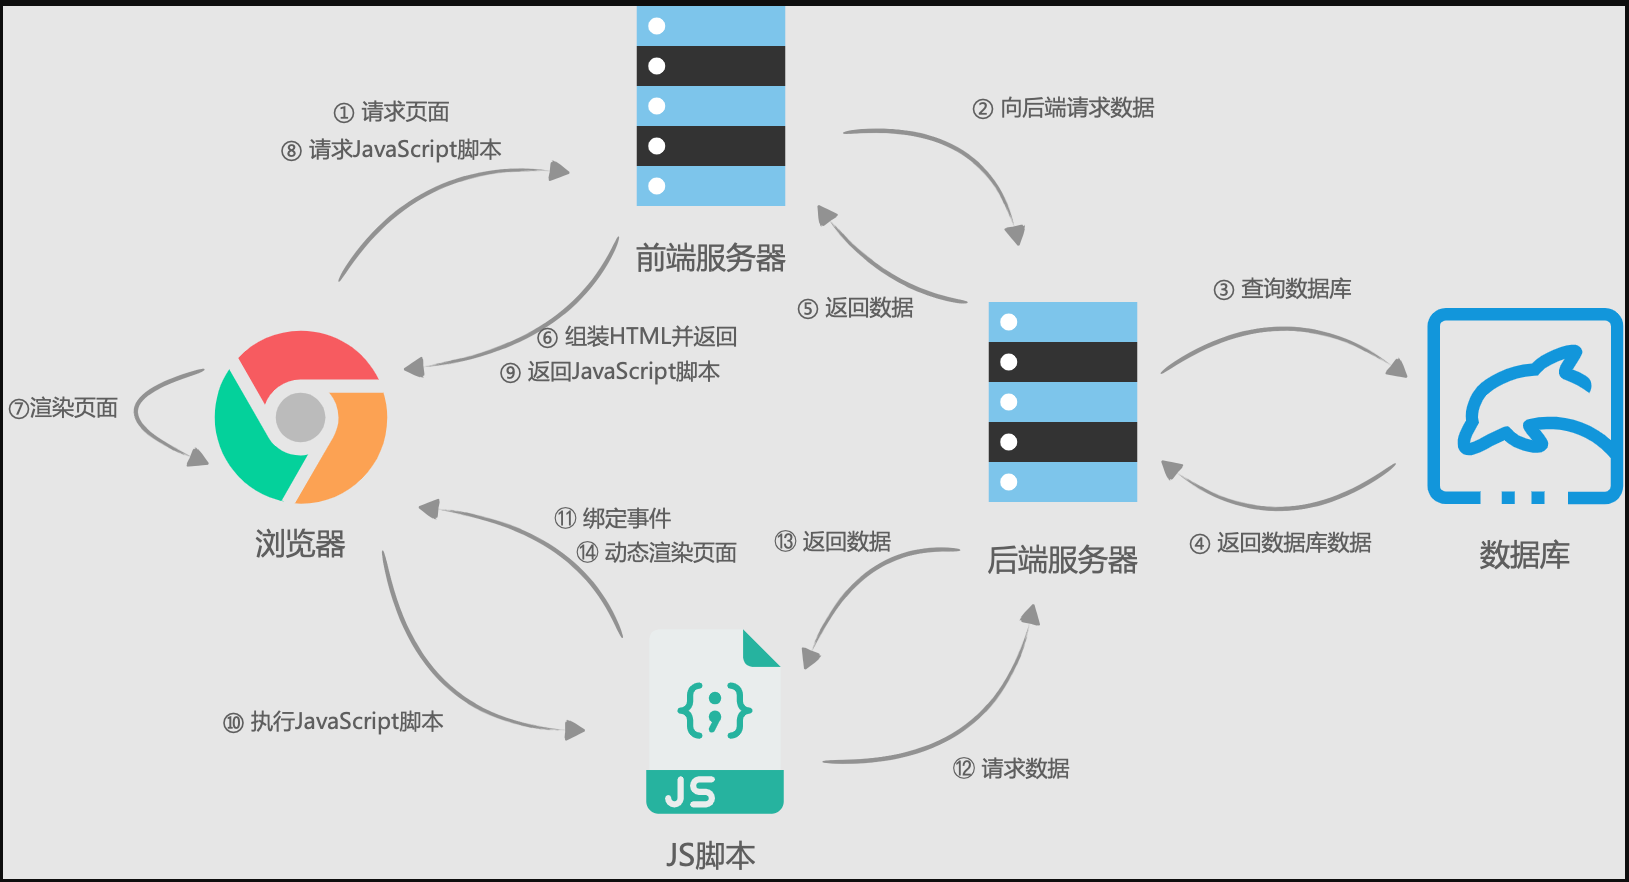 ① 请求页面
⑧ 请求JavaScript脚本
② 向后端请求数据
前端服务器
⑤ 返回数据
③ 查询数据库
⑥ 组装HTML并返回
⑨ 返回JavaScript脚本
⑦渲染页面
浏览器
⑪ 绑定事件
⑭ 动态渲染页面
⑬ 返回数据
后端服务器
④ 返回数据库数据
数据库
⑩ 执行JavaScript脚本
{;}
JS
⑫ 请求数据
JS脚本